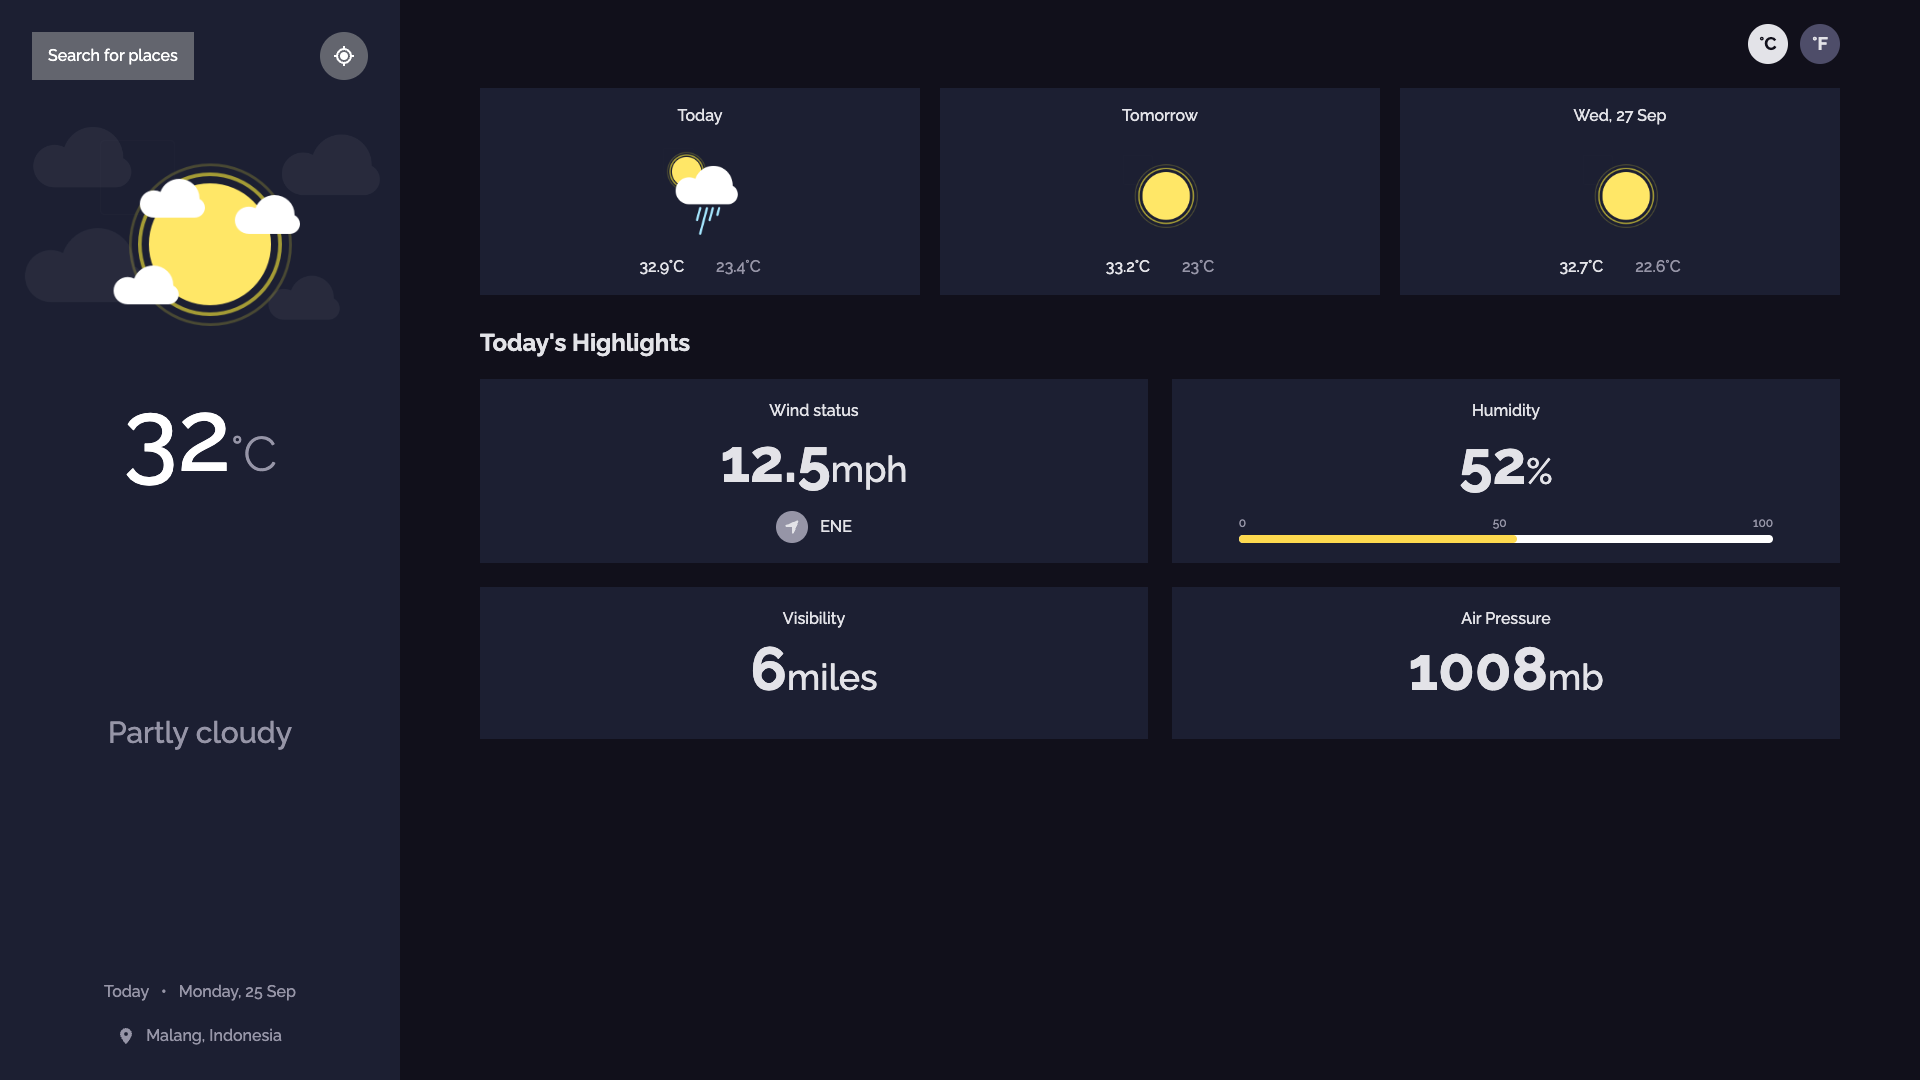 Search for places
32°C
Partly cloudy
Today • Monday, 25 Sep
Malang, Indonesia
°C
°F
Today
32.9°C 23.4°C
Tomorrow
33.2°C 23°C
Wed, 27 Sep
32.7°C 22.6°C
Today's Highlights
Wind status
12.5mph
ENE
Humidity
52%
0 50 100
Visibility
6miles
Air Pressure
1008mb